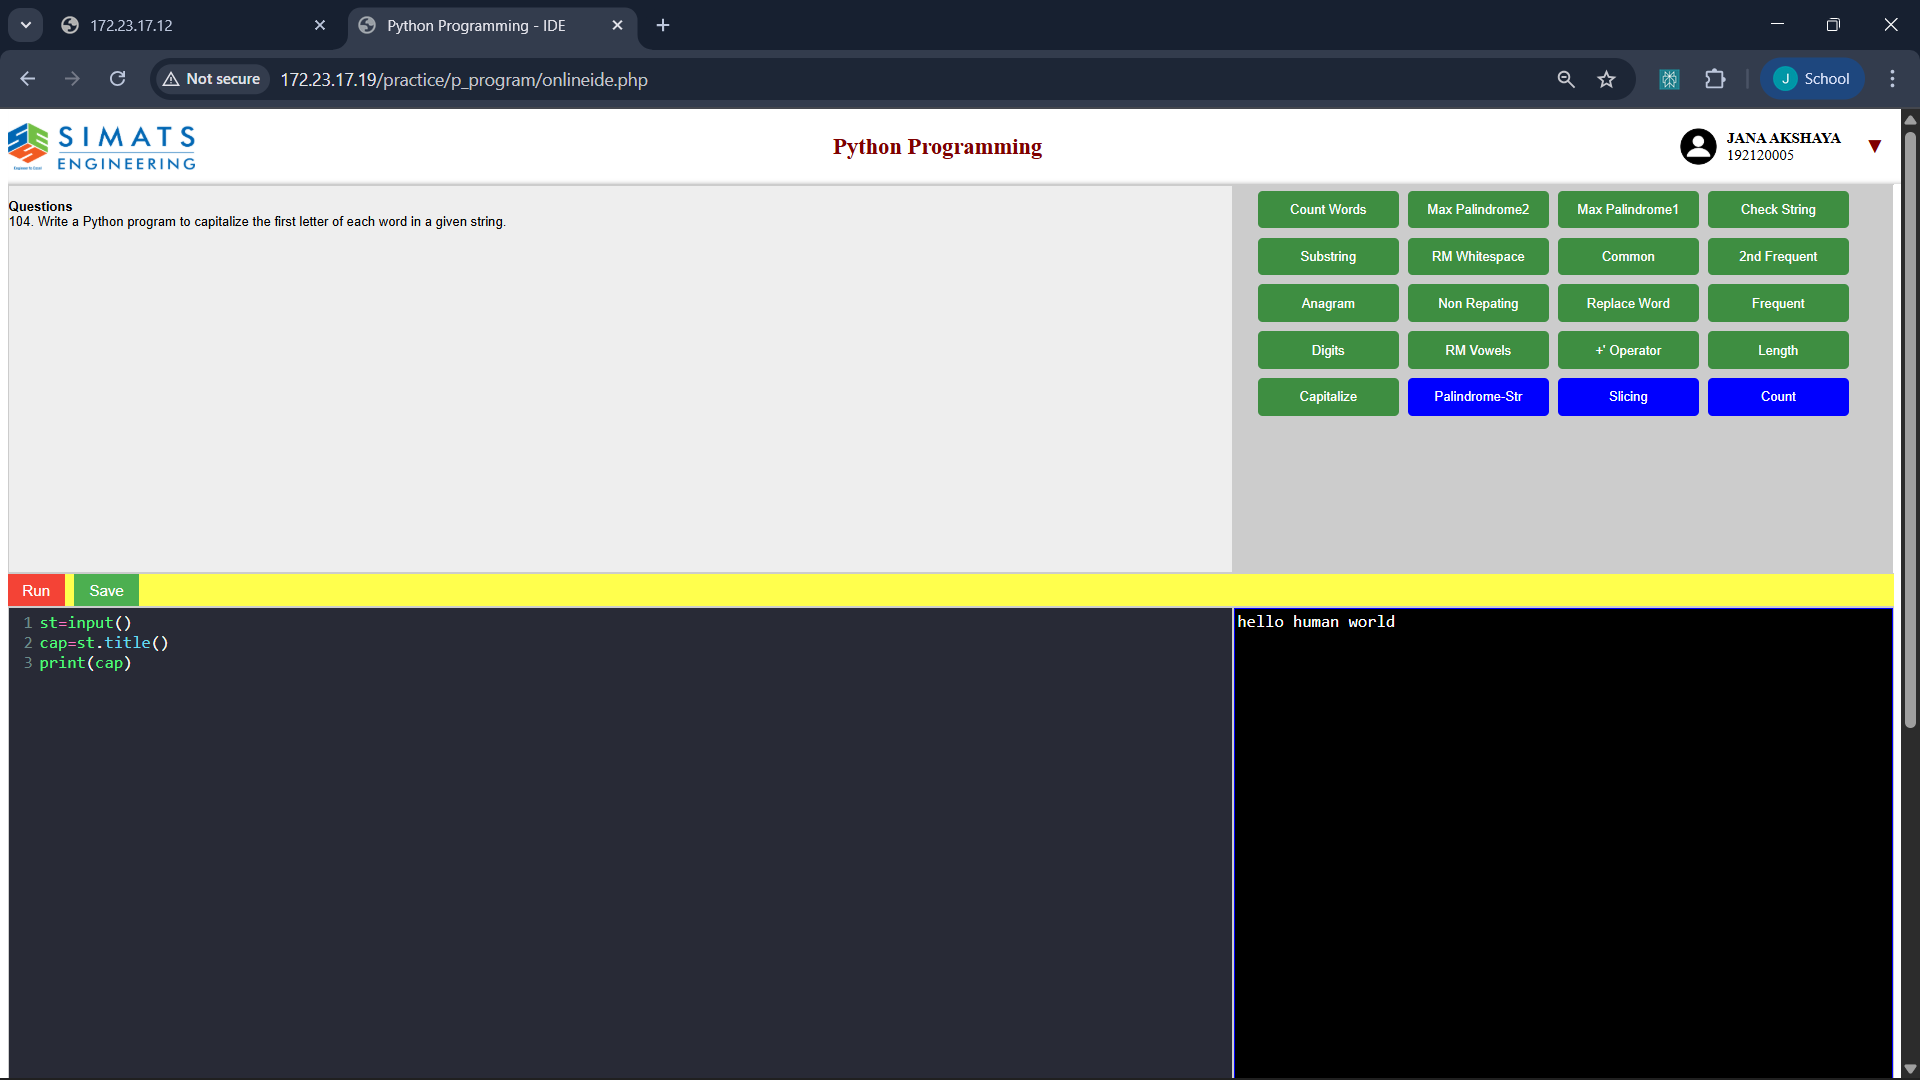 172.23.17.12
Python Programming - IDE
Not secure
172.23.17.19/practice/p_program/onlineide.php
J School
SIMATS
ENGINEERING
Python Programming
JANA AKSHAYA
192120005
Questions
104. Write a Python program to capitalize the first letter of each word in a given string.
Count Words Max Palindrome2 Max Palindrome1 Check String
Substring RM Whitespace Common 2nd Frequent
Anagram Non Repating Replace Word Frequent
Digits RM Vowels +' Operator Length
Capitalize Palindrome-Str Slicing Count
Run Save
1 st=input()
2 cap=st.title()
3 print(cap)
hello human world